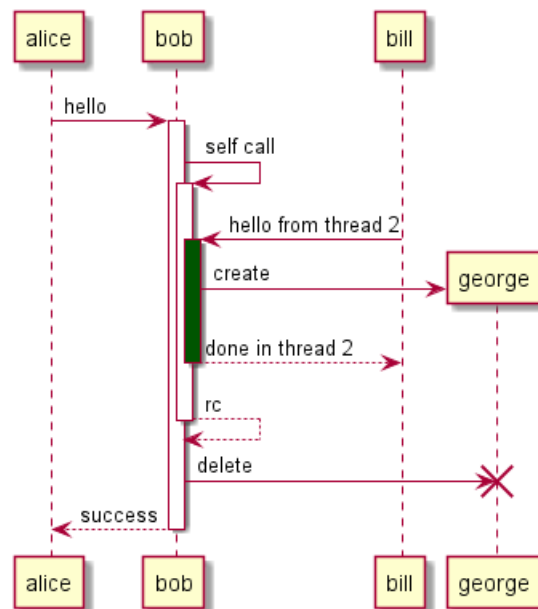 alice
bob
bill
hello
self call
hello from thread 2
george
create
done in thread 2
rc
delete
success
alice
bob
bill
george